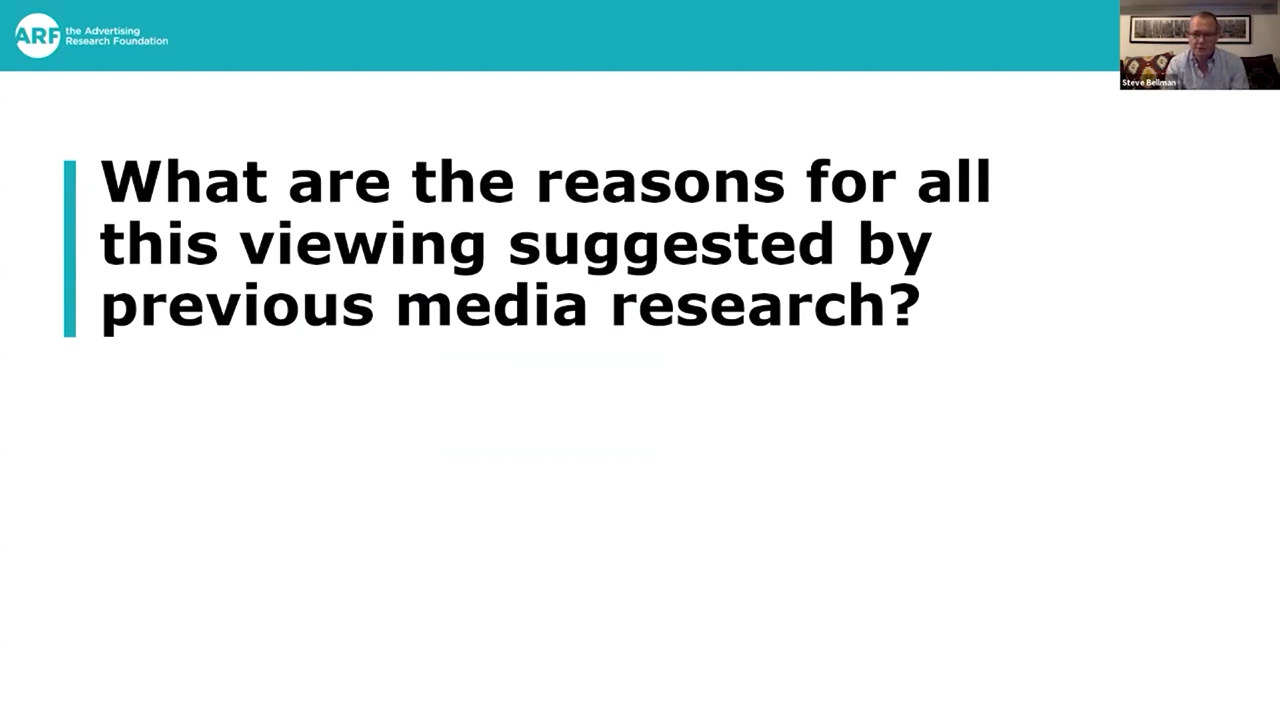 ARF
the Advertising
Research Foundation
Steve Bellman
What are the reasons for all
this viewing suggested by
previous media research?